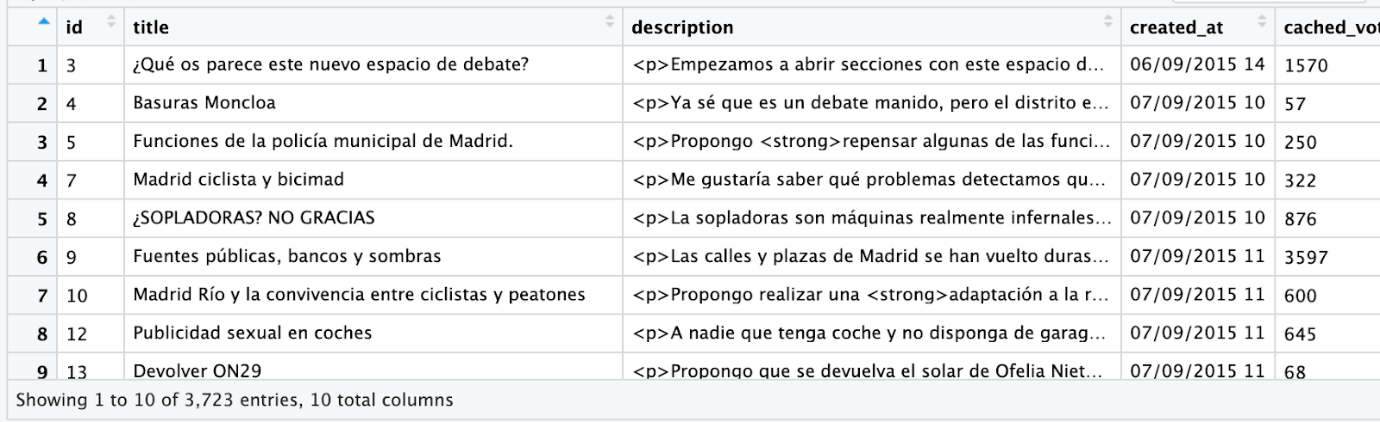 id title description created_at cached_vot
1 3 ¿Qué os parece este nuevo espacio de debate? <p>Empezamos a abrir secciones con este espacio d... 06/09/2015 14 1570
2 4 Basuras Moncloa <p>Ya sé que es un debate manido, pero el distrito e... 07/09/2015 10 57
3 5 Funciones de la policía municipal de Madrid. <p>Propongo <strong>repensar algunas de las funci... 07/09/2015 10 250
4 7 Madrid ciclista y bicimad <p>Me gustaría saber qué problemas detectamos qu... 07/09/2015 10 322
5 8 ¿SOPLADORAS? NO GRACIAS <p>La sopladoras son máquinas realmente infernales... 07/09/2015 10 876
6 9 Fuentes públicas, bancos y sombras <p>Las calles y plazas de Madrid se han vuelto duras... 07/09/2015 11 3597
7 10 Madrid Río y la convivencia entre ciclistas y peatones <p>Propongo realizar una <strong>adaptación a la r... 07/09/2015 11 600
8 12 Publicidad sexual en coches <p>A nadie que tenga coche y no disponga de garag... 07/09/2015 11 645
9 13 Devolver ON29 <p>Propongo que se devuelva el solar de Ofelia Niet... 07/09/2015 11 68
Showing 1 to 10 of 3,723 entries, 10 total columns